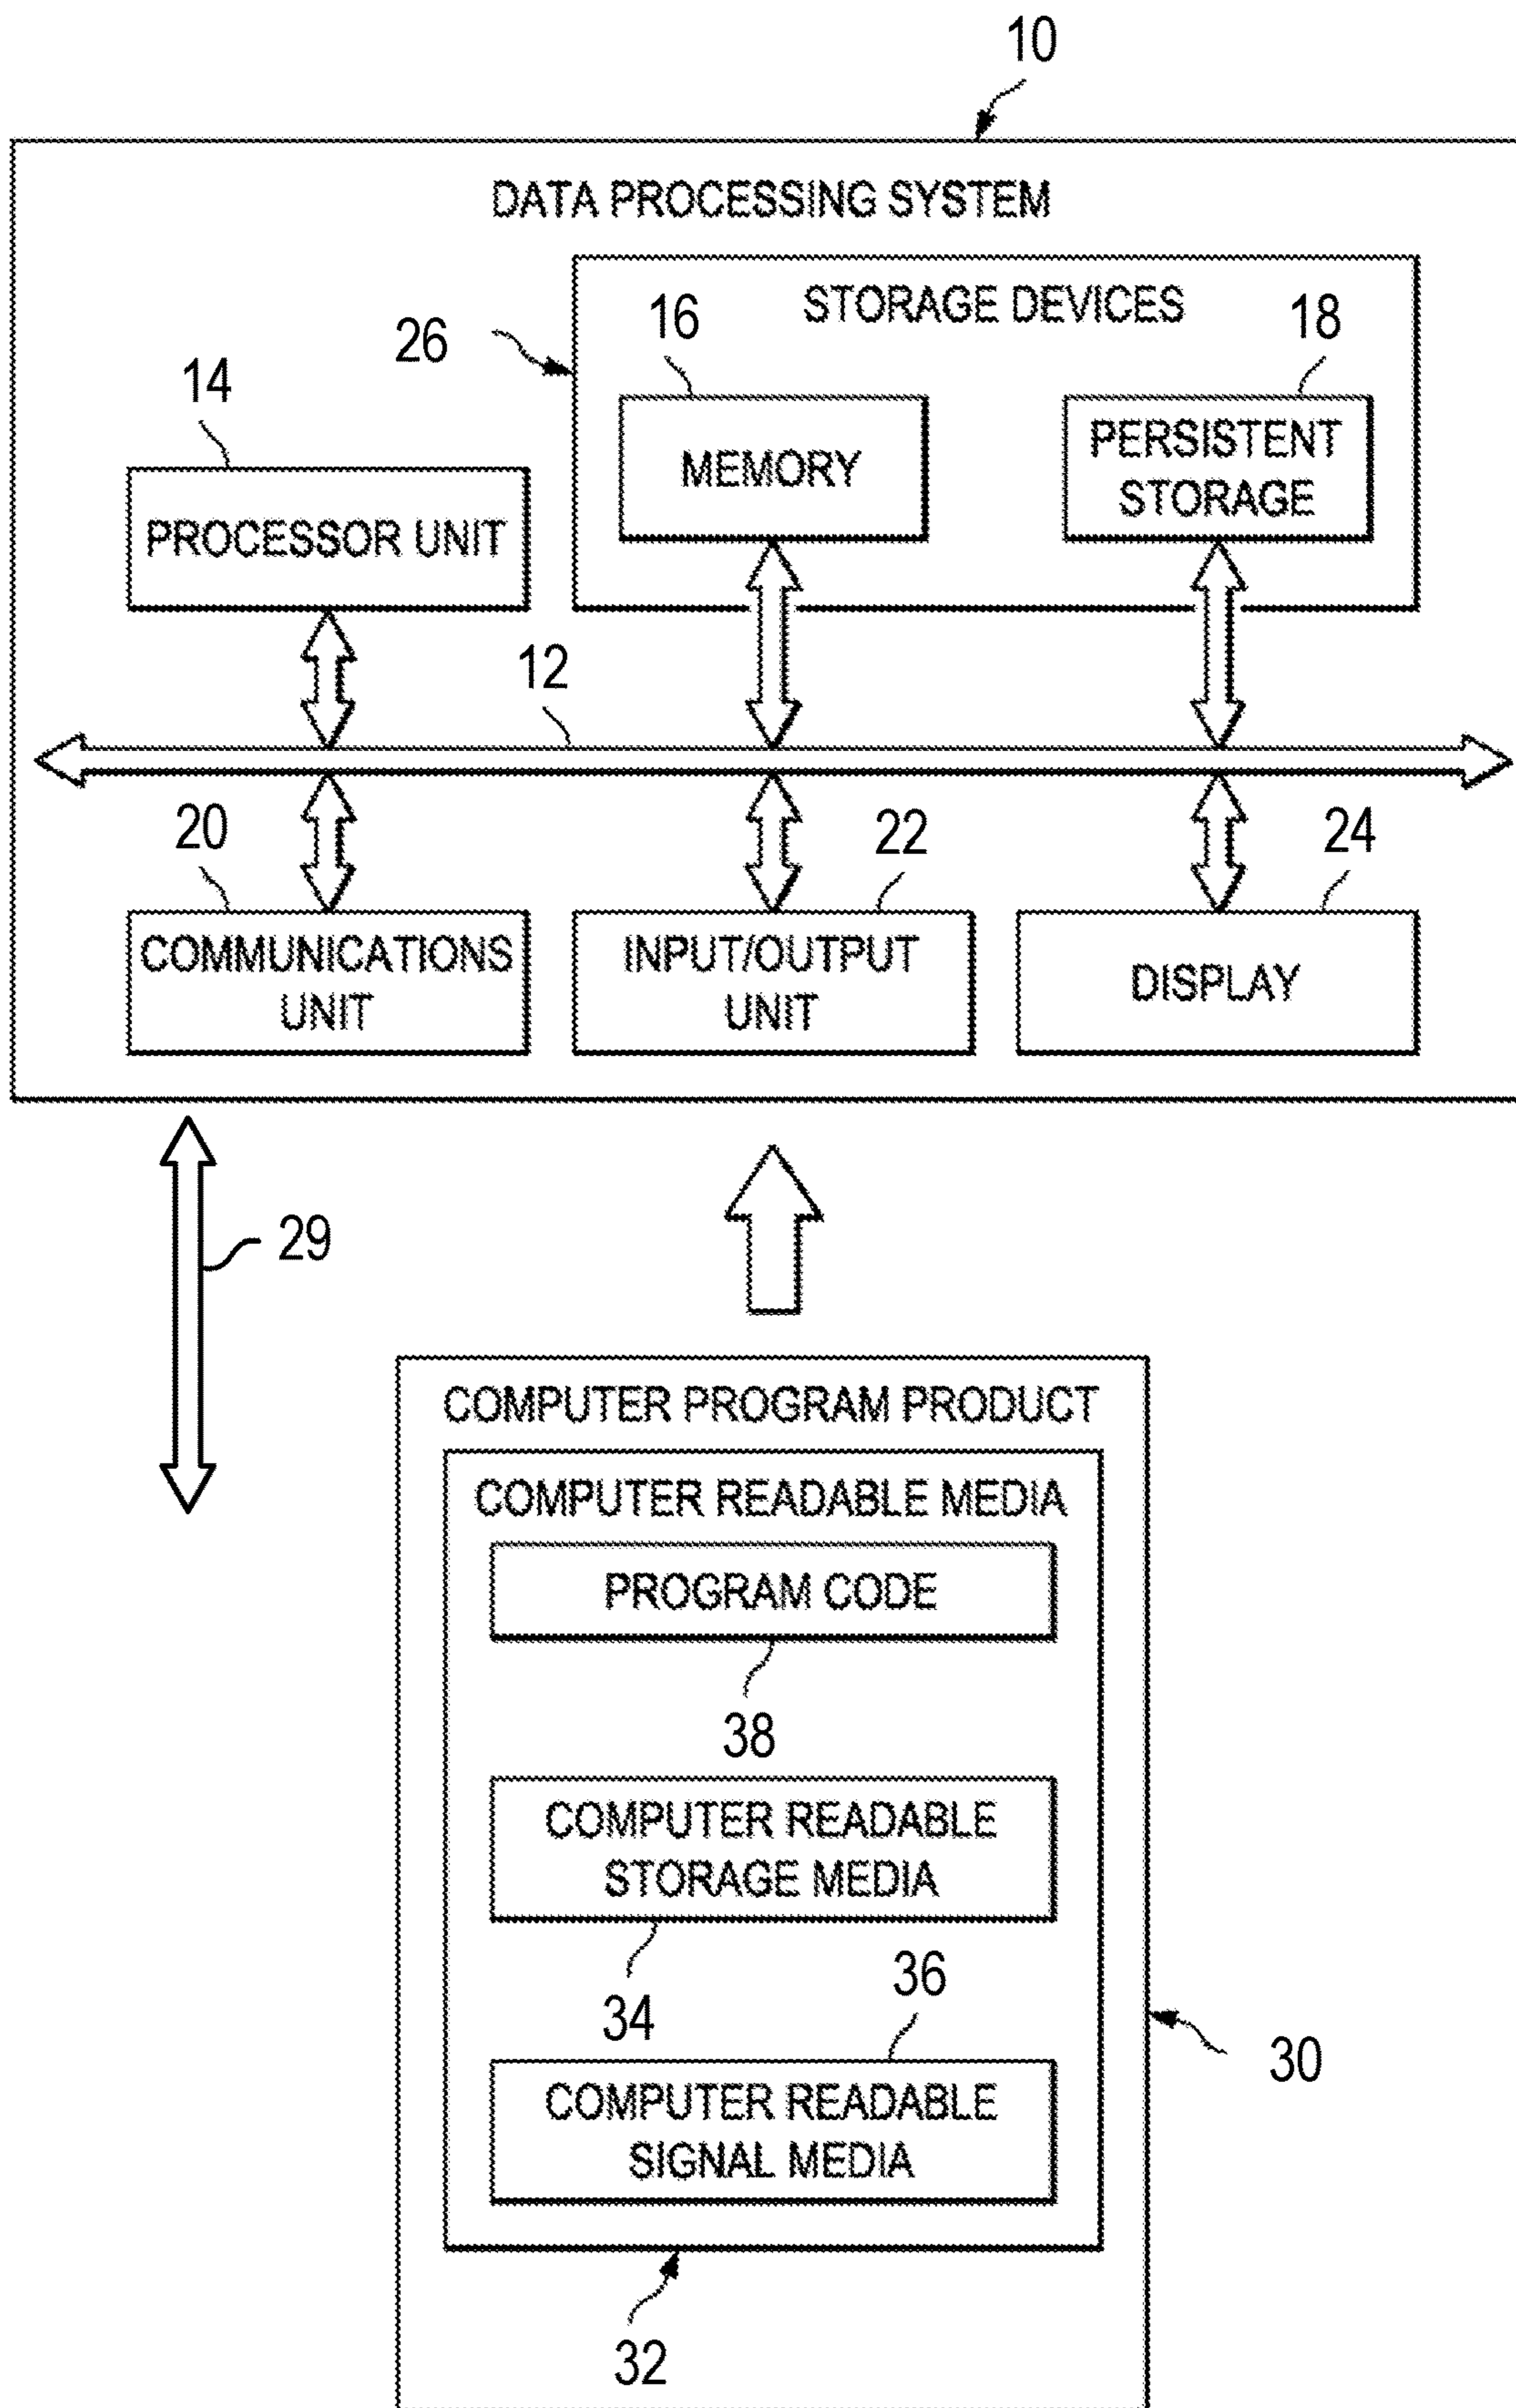 10
DATA PROCESSING SYSTEM
STORAGE DEVICES
26
16
18
14
MEMORY
PERSISTENT
STORAGE
PROCESSOR UNIT
12
20
22
24
COMMUNICATIONS
UNIT
INPUT/OUTPUT
UNIT
DISPLAY
29
COMPUTER PROGRAM PRODUCT
COMPUTER READABLE MEDIA
PROGRAM CODE
38
COMPUTER READABLE
STORAGE MEDIA
34
36
30
COMPUTER READABLE
SIGNAL MEDIA
32